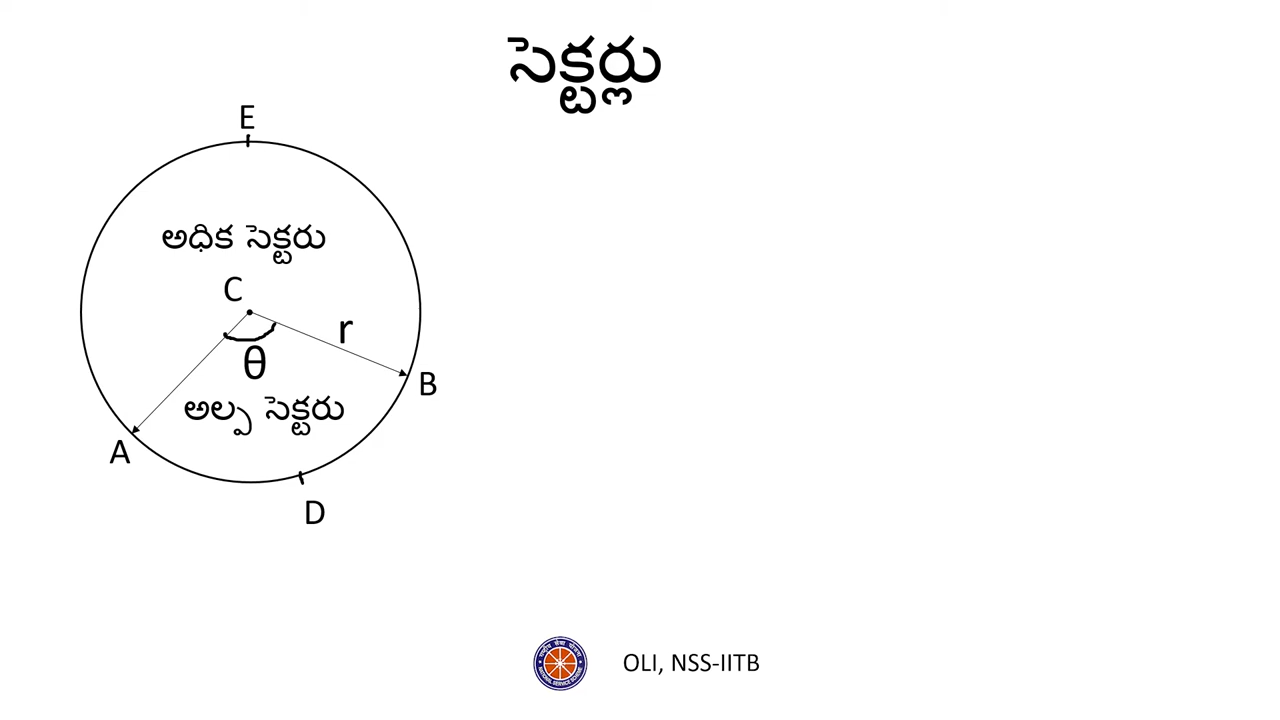 సెక్టర్లు
E
అధిక సెక్టరు
C
r
θ
B
అల్ప సెక్టరు
A
D
OLI, NSS-IITB